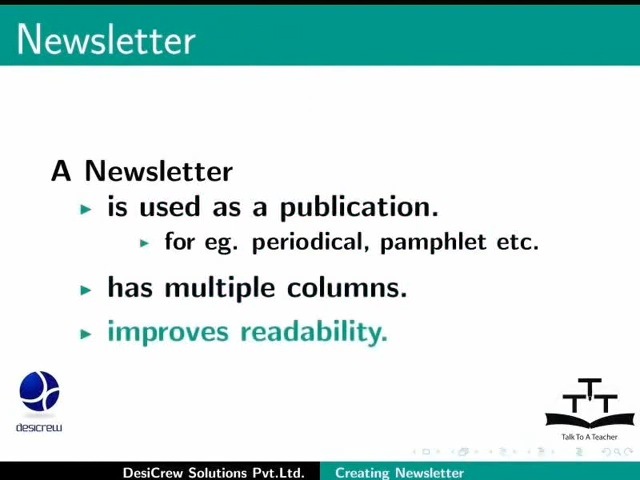 Newsletter
A Newsletter
is used as a publication.
for eg. periodical, pamphlet etc.
has multiple columns.
improves readability.
desicrew
TTT
Talk To A Teacher
DesiCrew Solutions Pvt.Ltd.
Creating Newsletter